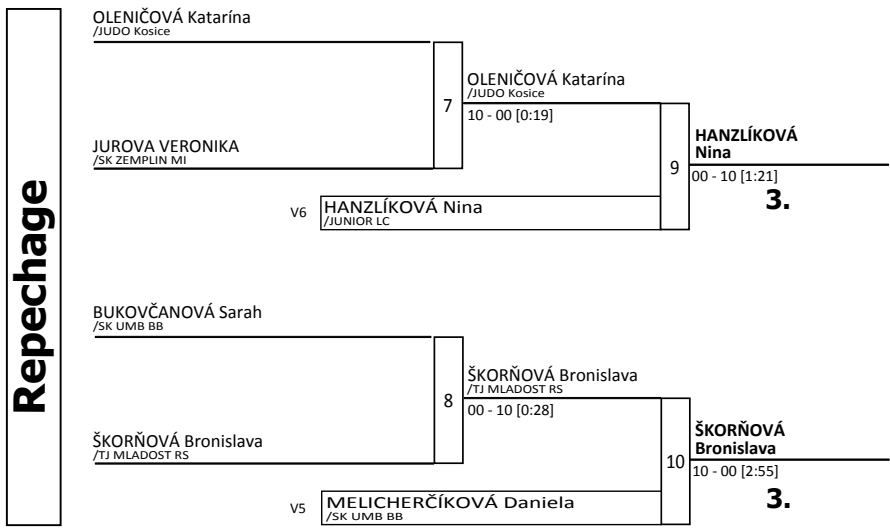 Repechage
OLENIČOVÁ Katarína
/JUDO Kosice
7
OLENIČOVÁ Katarína
/JUDO Kosice
10 - 00 [0:19]
JUROVA VERONIKA
/SK ZEMPLIN MI
9
HANZLÍKOVÁ
Nina
00 - 10 [1:21]
3.
V6
HANZLÍKOVÁ Nina
/JUNIOR LC
BUKOVČANOVÁ Sarah
/SK UMB BB
8
ŠKORŇOVÁ Bronislava
/TJ MLADOST RS
00 - 10 [0:28]
ŠKORŇOVÁ Bronislava
/TJ MLADOST RS
10
ŠKORŇOVÁ
Bronislava
10 - 00 [2:55]
3.
V5
MELICHERČÍKOVÁ Daniela
/SK UMB BB